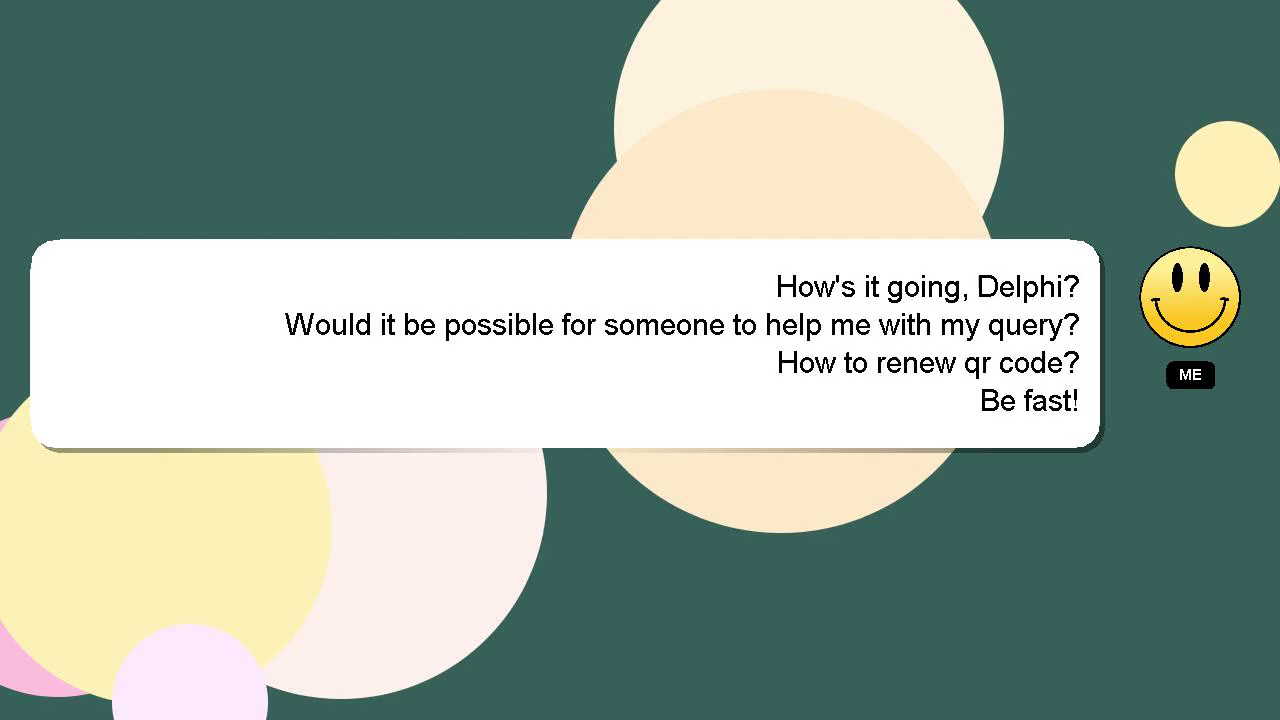 How's it going, Delphi?
Would it be possible for someone to help me with my query?
How to renew qr code?
Be fast!
ME